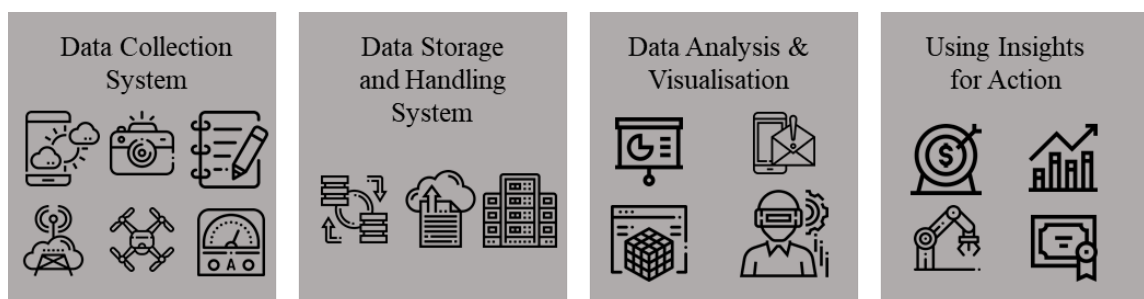 Data Collection
System
Data Storage
and Handling
System
Data Analysis &
Visualisation
Using Insights
for Action
$
A